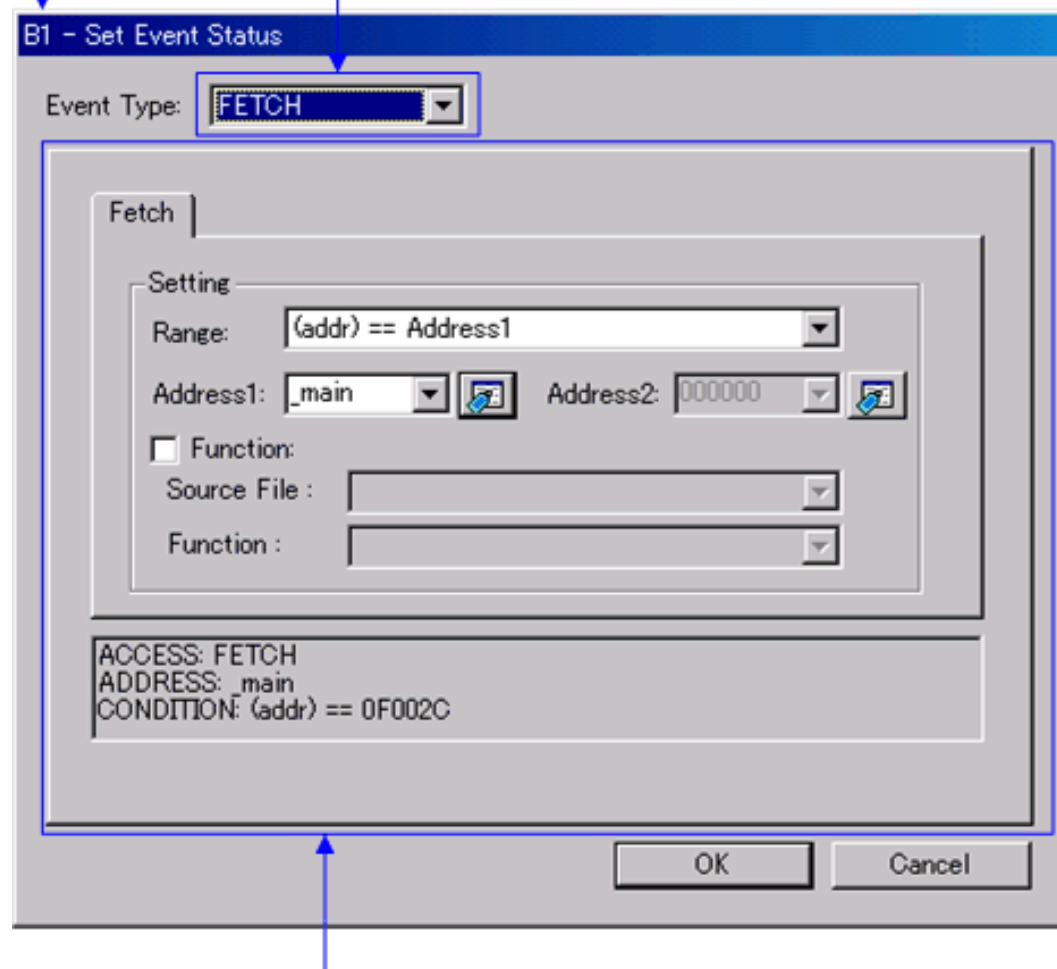 B1 - Set Event Status
Event Type: FETCH
Fetch
Setting
Range: (addr) == Address1
Address1: _main Address2: 000000
Function:
Source File :
Function :
ACCESS: FETCH
ADDRESS: _main
CONDITION: (addr) == 0F002C
OK Cancel